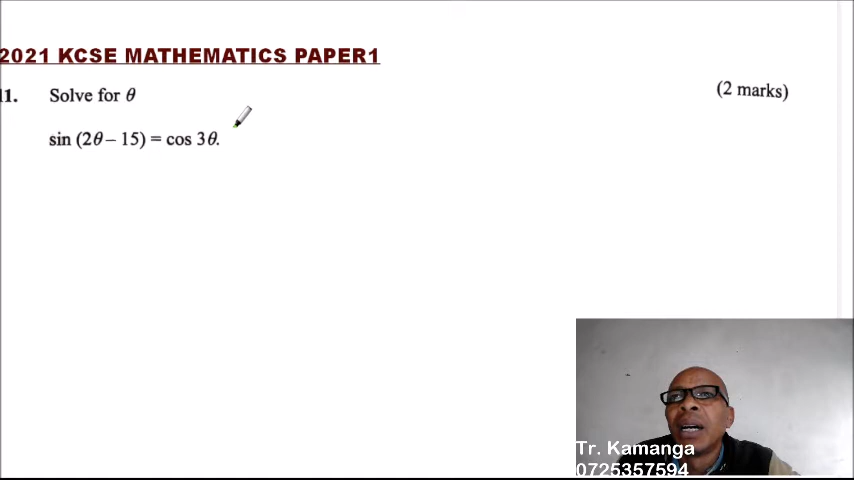 2021 KCSE MATHEMATICS PAPER1
11. Solve for θ (2 marks)
sin (2θ – 15) = cos 3θ.
Tr. Kamanga
0725357594